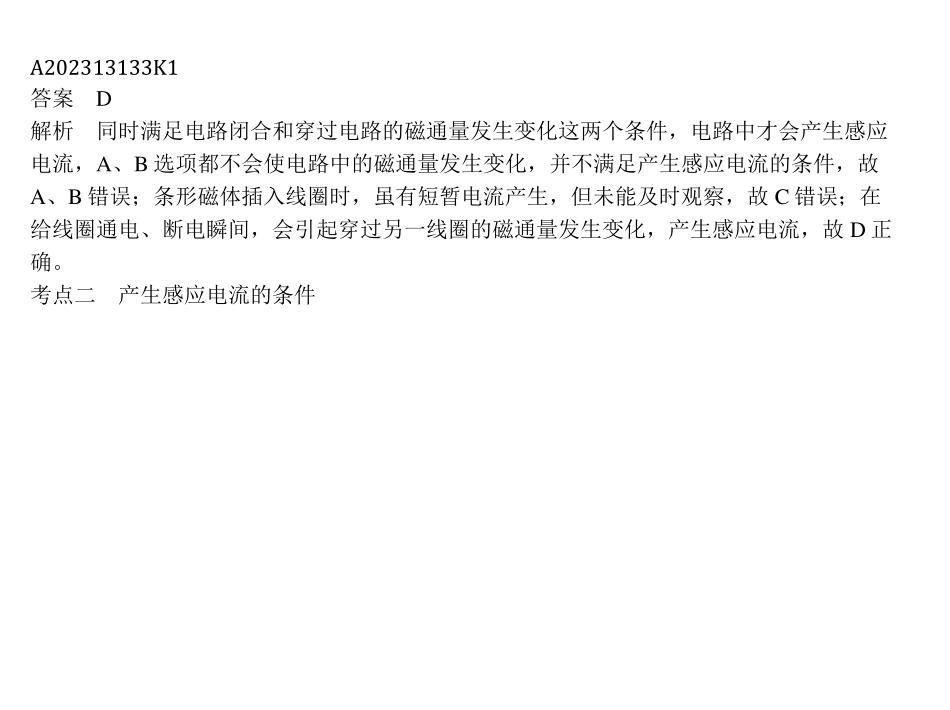 A202313133K1
答案　D
解析　同时满足电路闭合和穿过电路的磁通量发生变化这两个条件，电路中才会产生感应
电流，A、B 选项都不会使电路中的磁通量发生变化，并不满足产生感应电流的条件，故
A、B 错误；条形磁体插入线圈时，虽有短暂电流产生，但未能及时观察，故 C 错误；在
给线圈通电、断电瞬间，会引起穿过另一线圈的磁通量发生变化，产生感应电流，故 D 正
确。
考点二　产生感应电流的条件